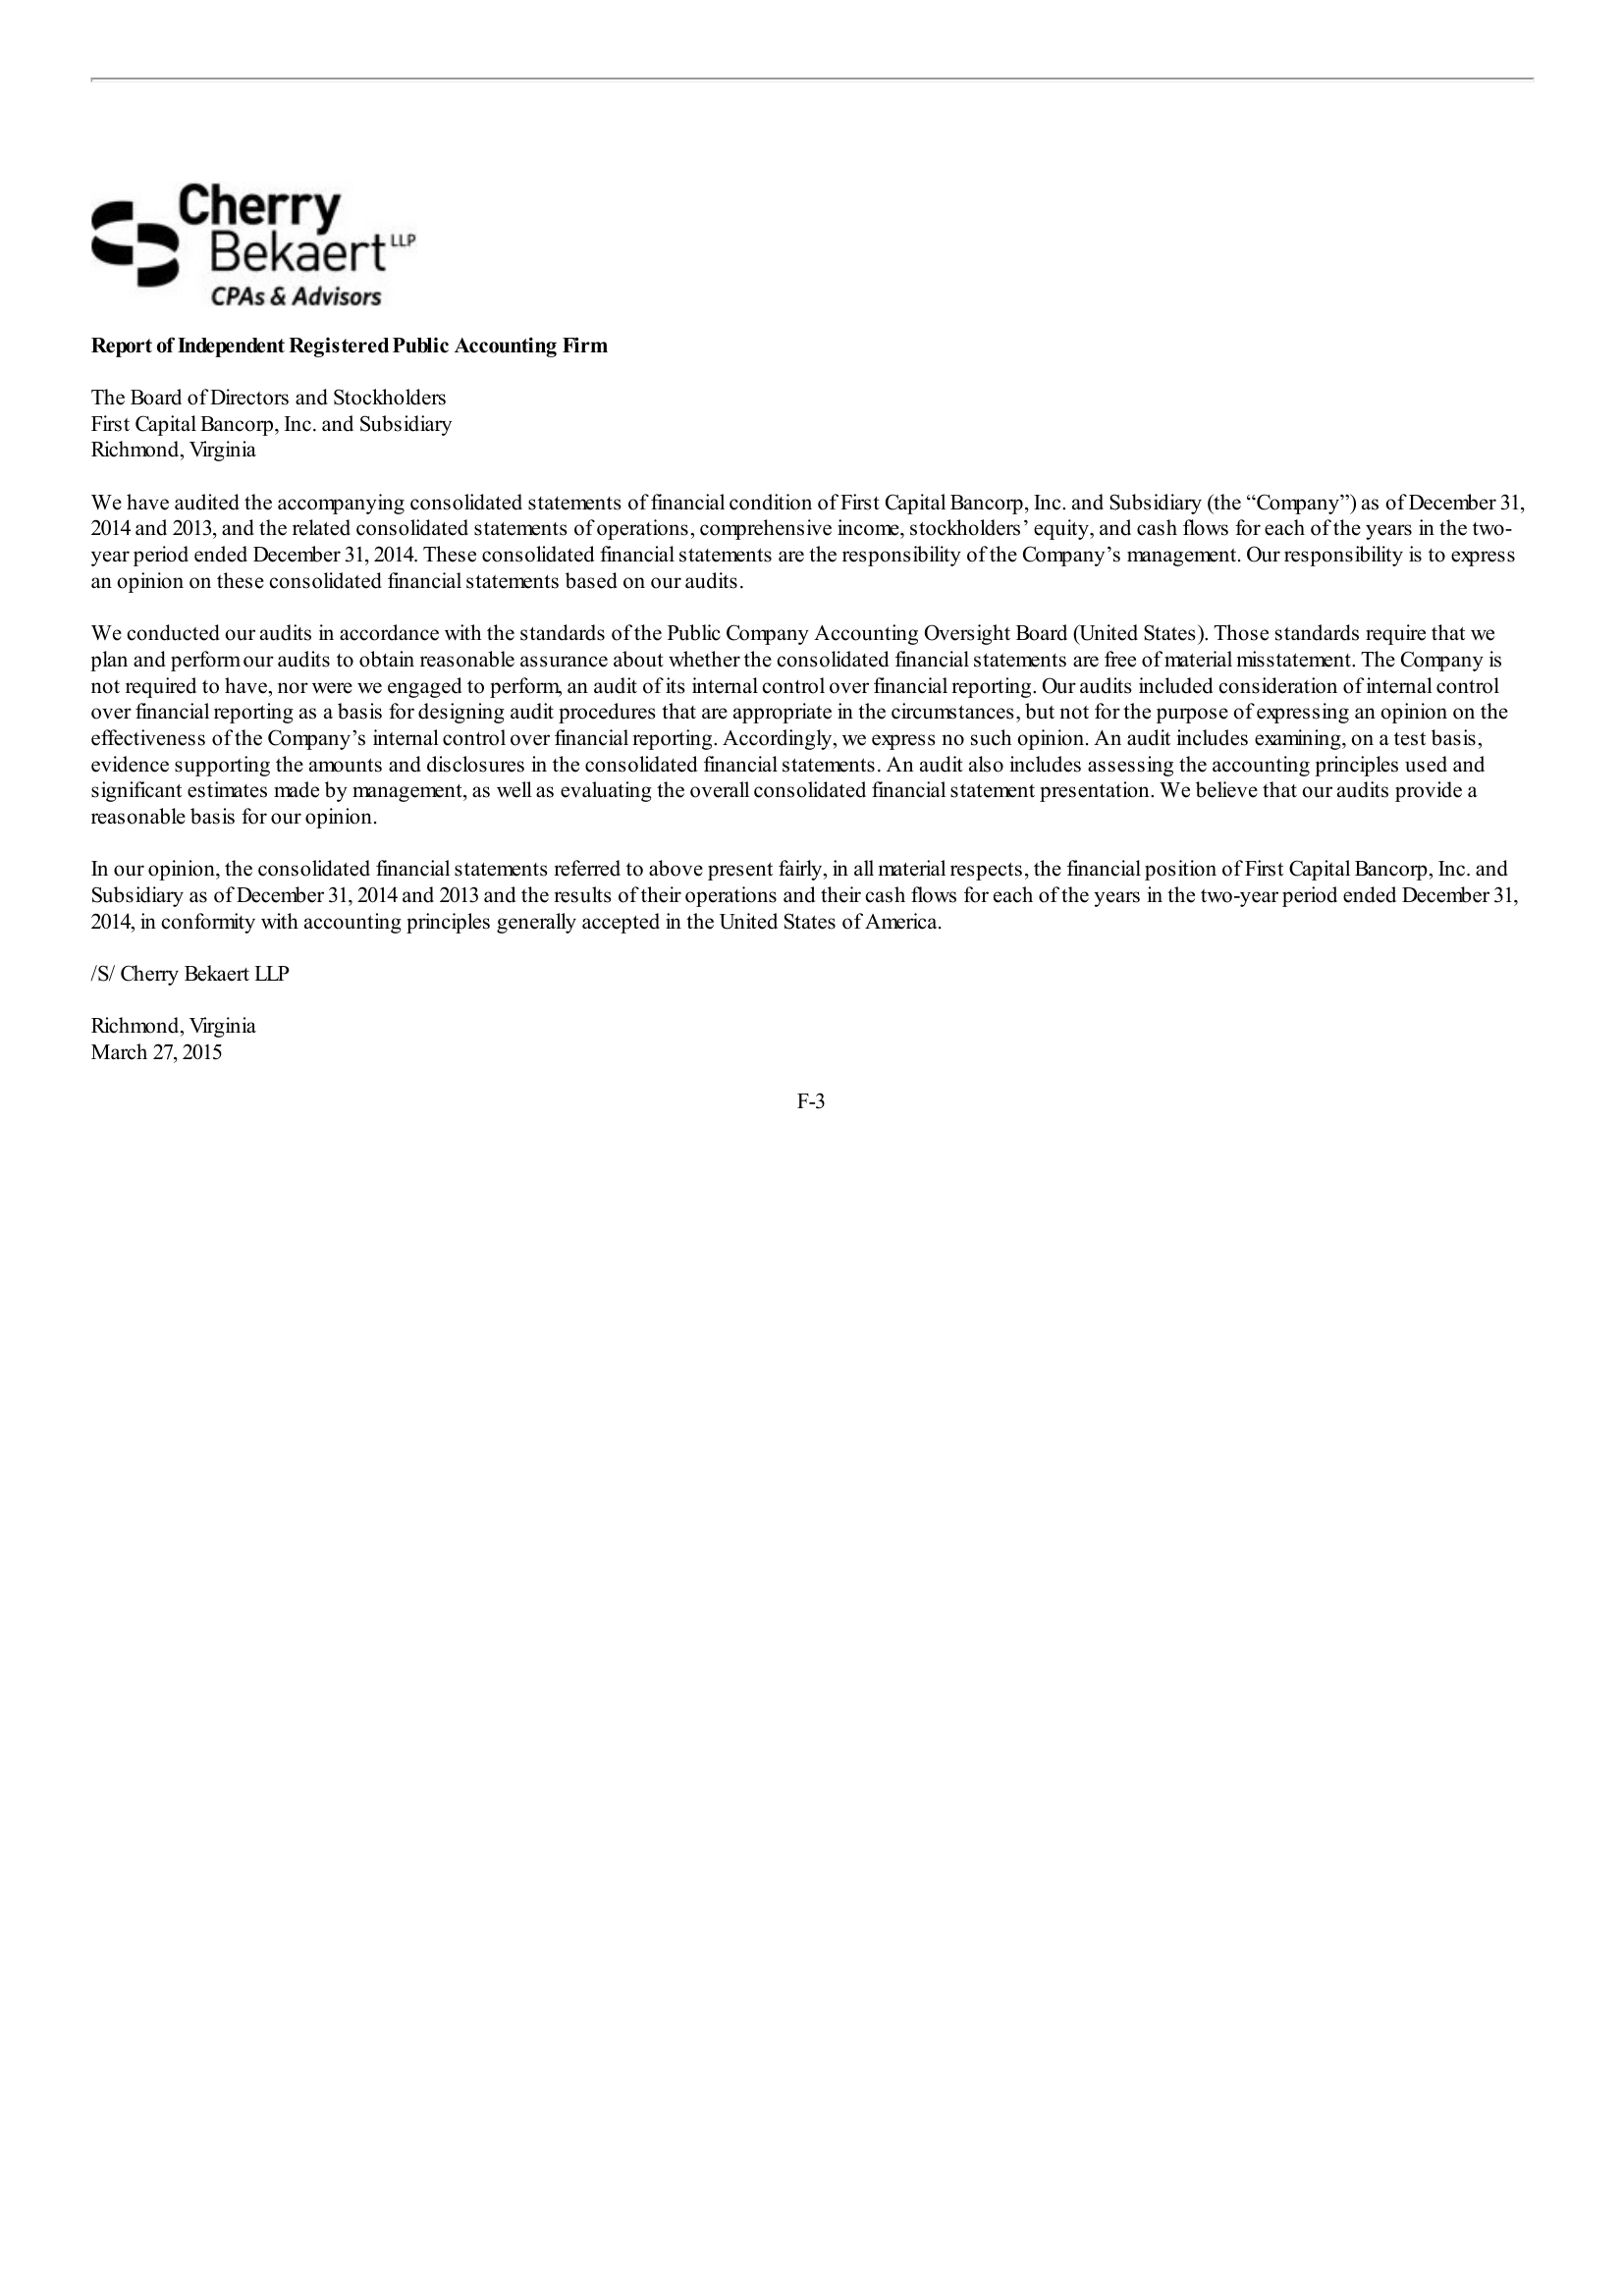 Cherry
Bekaert LLP
CPAs & Advisors
Report of Independent Registered Public Accounting Firm
The Board of Directors and Stockholders
First Capital Bancorp, Inc. and Subsidiary
Richmond, Virginia
We have audited the accompanying consolidated statements of financial condition of First Capital Bancorp, Inc. and Subsidiary (the “Company”) as of December 31,
2014 and 2013, and the related consolidated statements of operations, comprehensive income, stockholders’ equity, and cash flows for each of the years in the two-
year period ended December 31, 2014. These consolidated financial statements are the responsibility of the Company’s management. Our responsibility is to express
an opinion on these consolidated financial statements based on our audits.
We conducted our audits in accordance with the standards of the Public Company Accounting Oversight Board (United States). Those standards require that we
plan and perform our audits to obtain reasonable assurance about whether the consolidated financial statements are free of material misstatement. The Company is
not required to have, nor were we engaged to perform, an audit of its internal control over financial reporting. Our audits included consideration of internal control
over financial reporting as a basis for designing audit procedures that are appropriate in the circumstances, but not for the purpose of expressing an opinion on the
effectiveness of the Company’s internal control over financial reporting. Accordingly, we express no such opinion. An audit includes examining, on a test basis,
evidence supporting the amounts and disclosures in the consolidated financial statements. An audit also includes assessing the accounting principles used and
significant estimates made by management, as well as evaluating the overall consolidated financial statement presentation. We believe that our audits provide a
reasonable basis for our opinion.
In our opinion, the consolidated financial statements referred to above present fairly, in all material respects, the financial position of First Capital Bancorp, Inc. and
Subsidiary as of December 31, 2014 and 2013 and the results of their operations and their cash flows for each of the years in the two-year period ended December 31,
2014, in conformity with accounting principles generally accepted in the United States of America.
/S/ Cherry Bekaert LLP
Richmond, Virginia
March 27, 2015
F-3